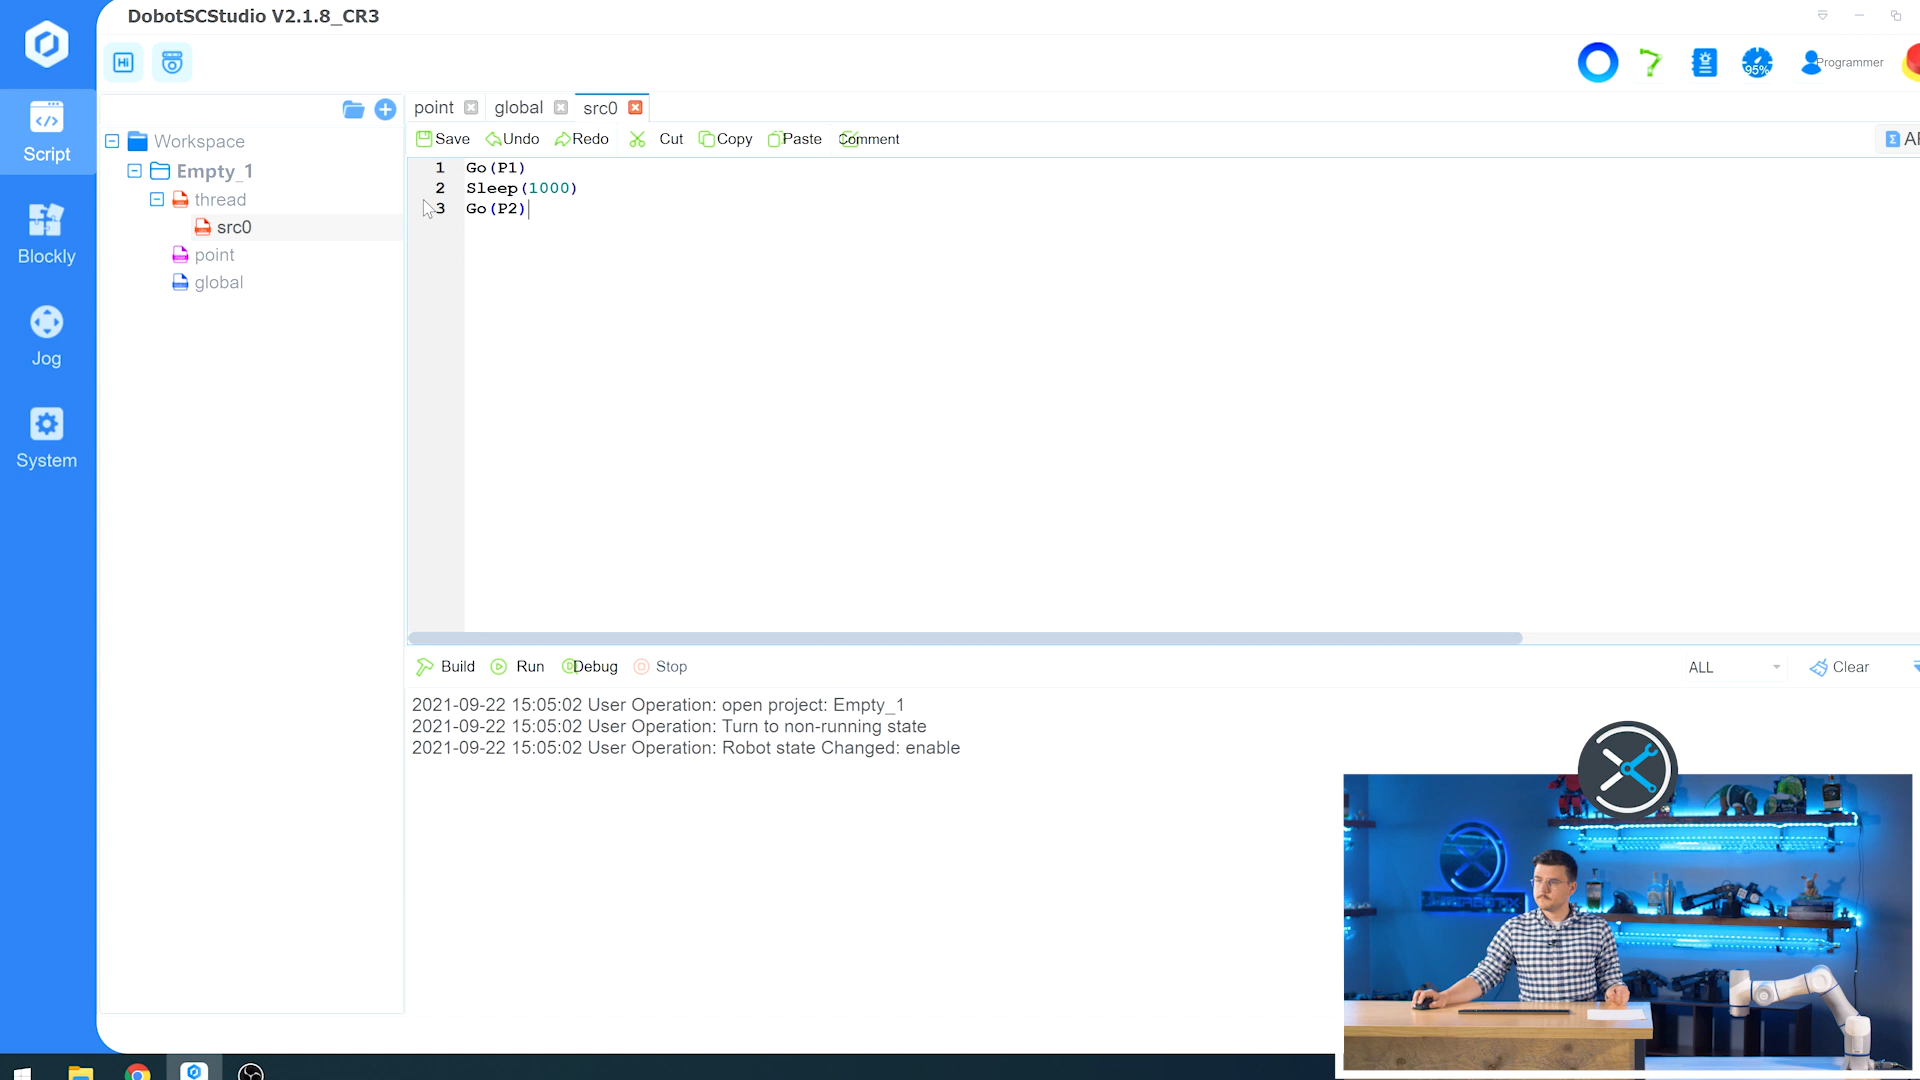 DobotSCStudio V2.1.8_CR3
Hi
95%
Programmer
Script
Blockly
Jog
System
Workspace
Empty_1
thread
src0
point
global
point
global
src0
Save
Undo
Redo
Cut
Copy
Paste
Comment
1 Go(P1)
2 Sleep(1000)
3 Go(P2)
Build
Run
Debug
Stop
ALL
Clear
2021-09-22 15:05:02 User Operation: open project: Empty_1
2021-09-22 15:05:02 User Operation: Turn to non-running state
2021-09-22 15:05:02 User Operation: Robot state Changed: enable